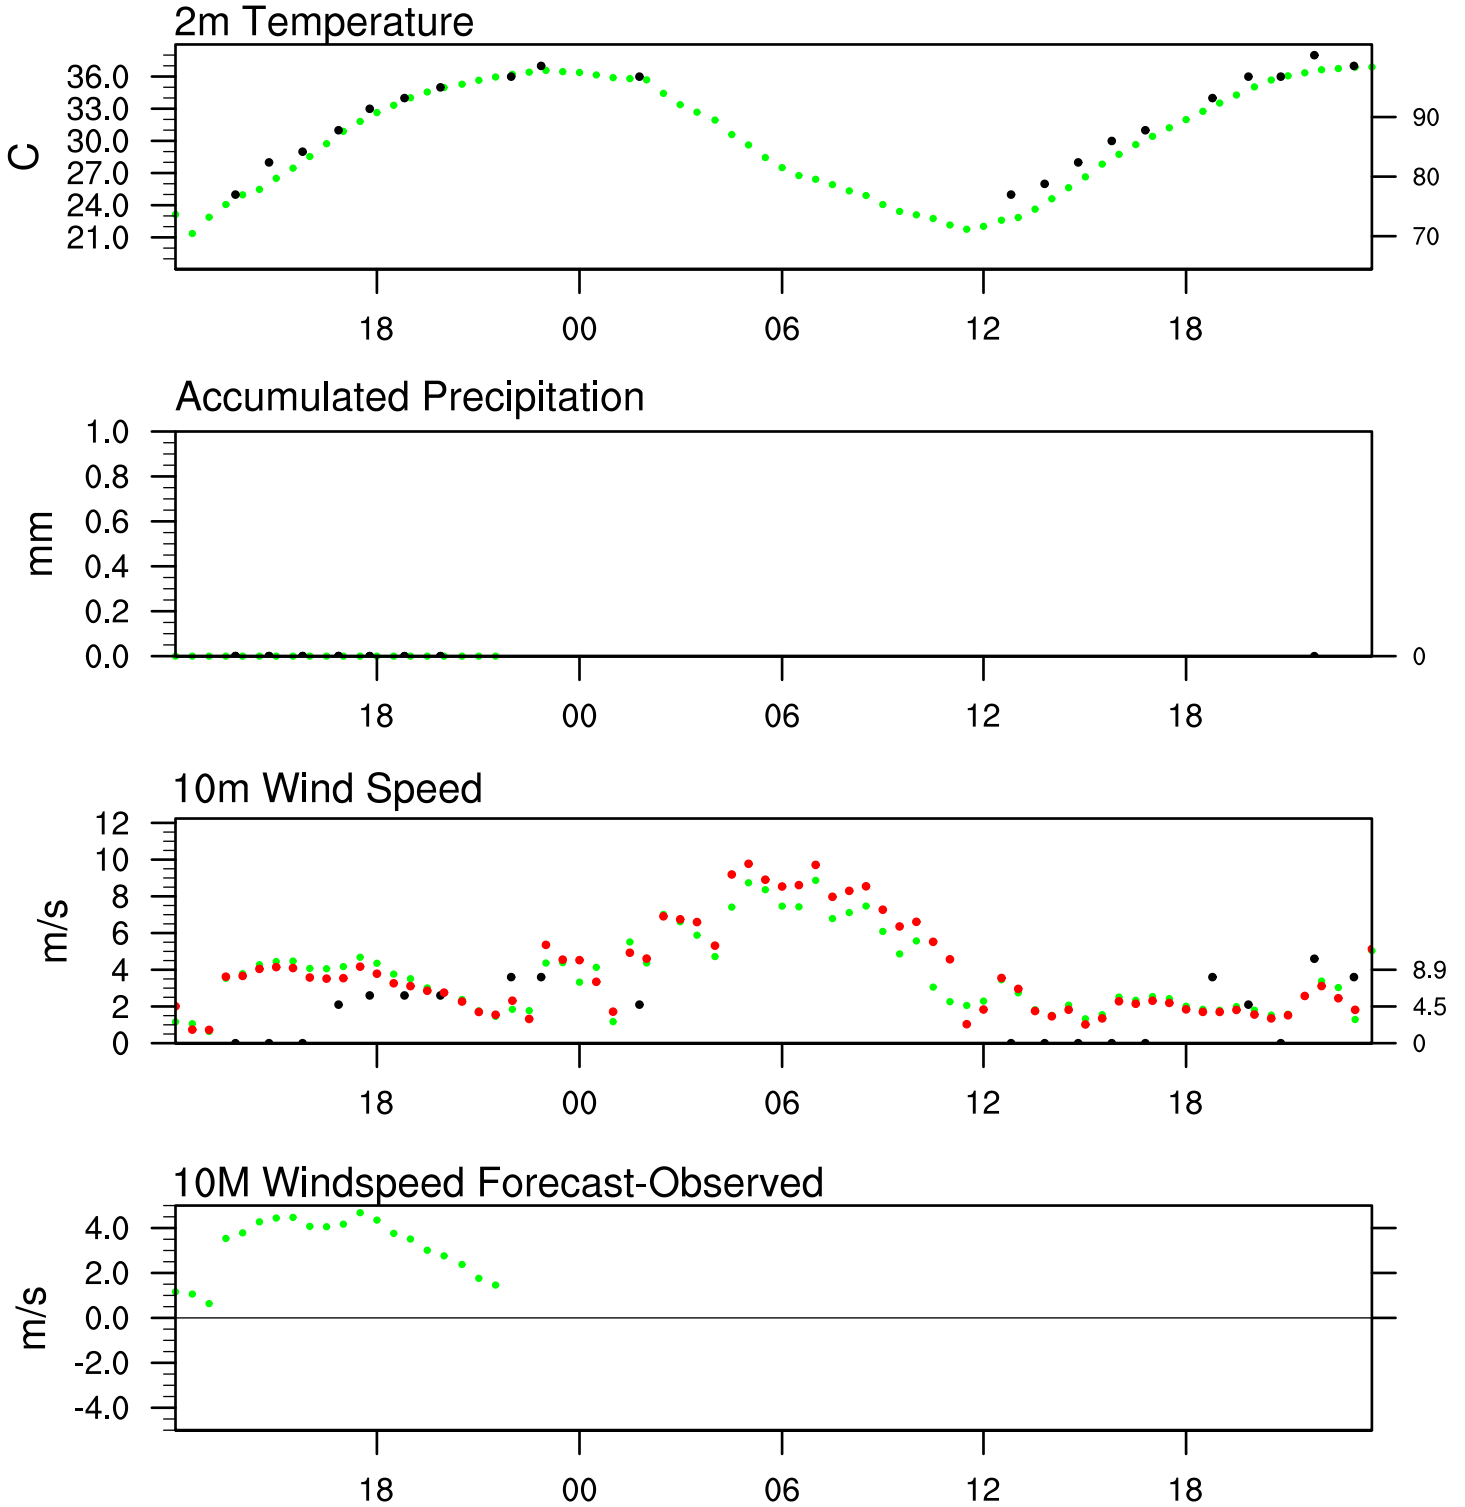 2m Temperature
36.0
33.0
30.0
27.0
24.0
21.0
C
90
80
70
18 00 06 12 18
Accumulated Precipitation
1.0
0.8
0.6
0.4
0.2
0.0
mm
0
18 00 06 12 18
10m Wind Speed
12
10
8
6
4
2
0
m/s
8.9
4.5
0
18 00 06 12 18
10M Windspeed Forecast-Observed
4.0
2.0
0.0
-2.0
-4.0
m/s
18 00 06 12 18